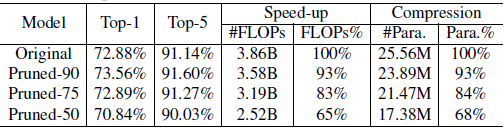 Model Top-1 Top-5 Speed-up Compression
#FLOPs FLOPs% #Para. Para.%
Original 72.88% 91.14% 3.86B 100% 25.56M 100%
Pruned-90 73.56% 91.60% 3.58B 93% 23.89M 93%
Pruned-75 72.89% 91.27% 3.19B 83% 21.47M 84%
Pruned-50 70.84% 90.03% 2.52B 65% 17.38M 68%